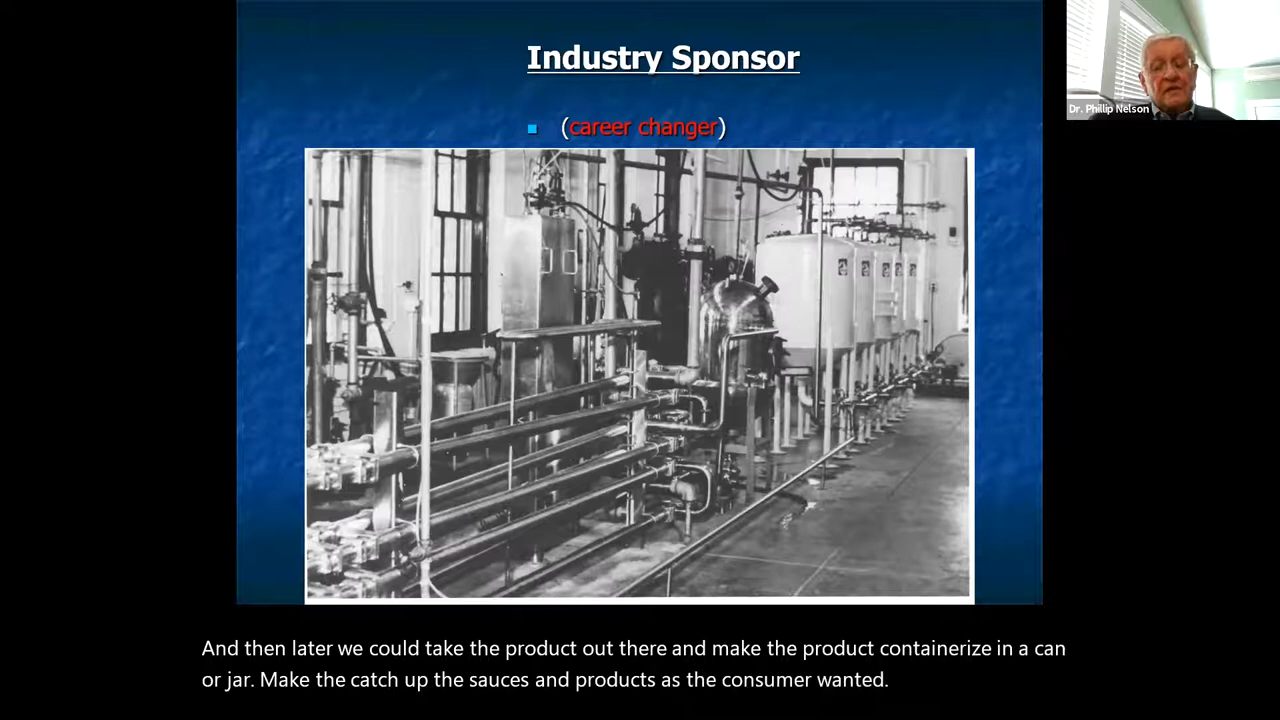 Industry Sponsor
(career changer)
Dr. Phillip Nelson
And then later we could take the product out there and make the product containerize in a can
or jar. Make the catch up the sauces and products as the consumer wanted.